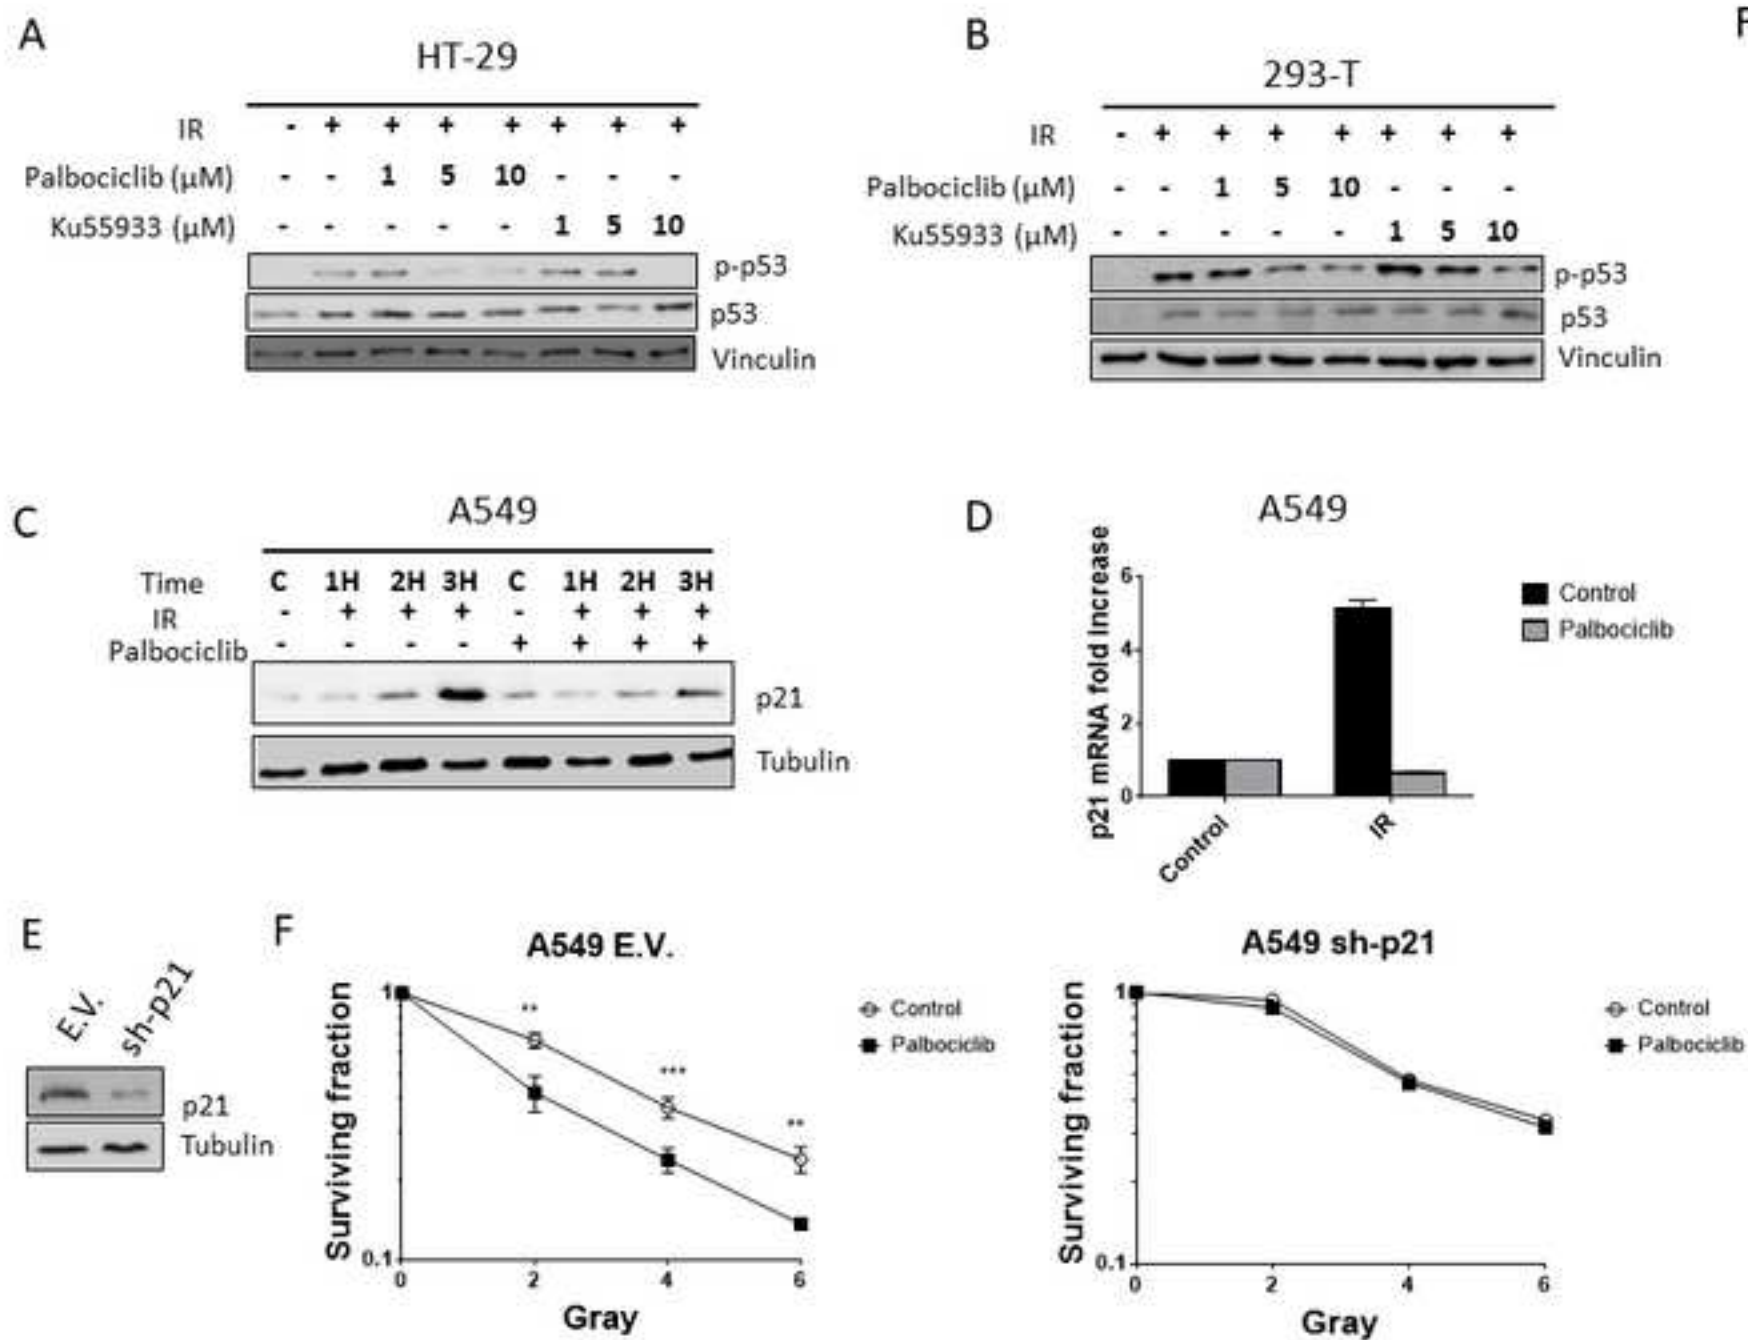 A
HT-29
IR - + + + + + + +
Palbociclib (μM) - - 1 5 10 - - -
Ku55933 (μM) - - - - - 1 5 10
p-p53
p53
Vinculin
B
293-T
IR - + + + + + + +
Palbociclib (μM) - - 1 5 10 - - -
Ku55933 (μM) - - - - - 1 5 10
p-p53
p53
Vinculin
C
A549
Time C 1H 2H 3H C 1H 2H 3H
IR - + + + - + + +
Palbociclib - - - - + + + +
p21
Tubulin
D
A549
p21 mRNA fold increase
6
4
2
0
Control
IR
Control
Palbociclib
E
E.V.
sh-p21
p21
Tubulin
F
A549 E.V.
Surviving fraction
1
0.1
**
***
**
0 2 4 6
Gray
Control
Palbociclib
A549 sh-p21
Surviving fraction
1
0.1
0 2 4 6
Gray
Control
Palbociclib